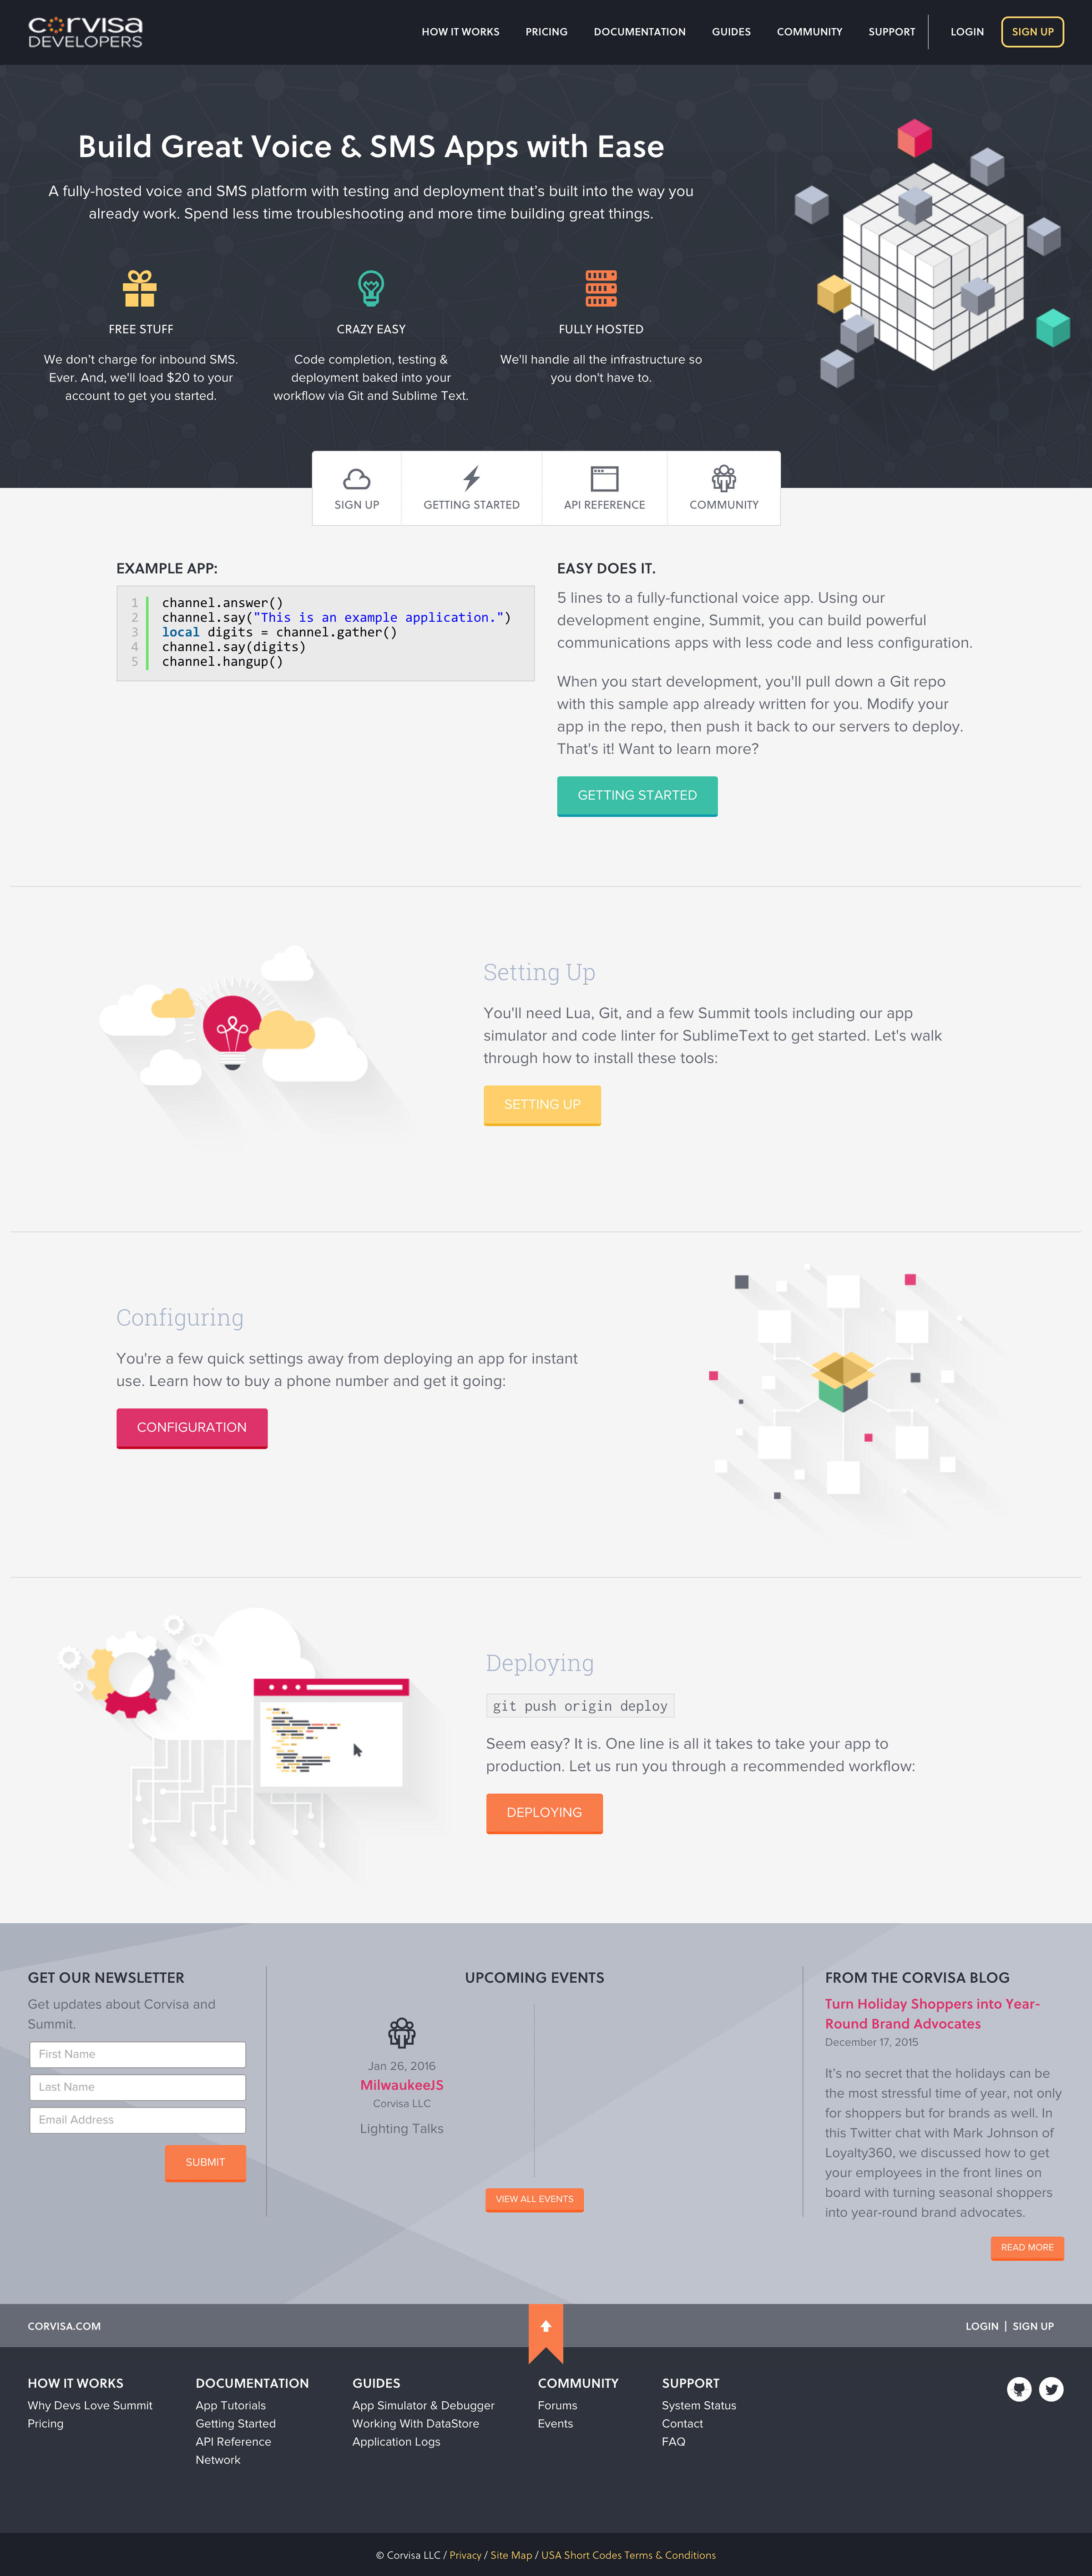 corvisa
DEVELOPERS
HOW IT WORKS
PRICING
DOCUMENTATION
GUIDES
COMMUNITY
SUPPORT
LOGIN
SIGN UP
Build Great Voice & SMS Apps with Ease
A fully-hosted voice and SMS platform with testing and deployment that's built into the way you
already work. Spend less time troubleshooting and more time building great things.
FREE STUFF
We don't charge for inbound SMS.
Ever. And, we'll load $20 to your
account to get you started.
CRAZY EASY
Code completion, testing &
deployment baked into your
workflow via Git and Sublime Text.
FULLY HOSTED
We'll handle all the infrastructure so
you don't have to.
SIGN UP
GETTING STARTED
API REFERENCE
COMMUNITY
EXAMPLE APP:
1 channel.answer()
2 channel.say("This is an example application.")
3 local digits = channel.gather()
4 channel.say(digits)
5 channel.hangup()
EASY DOES IT.
5 lines to a fully-functional voice app. Using our
development engine, Summit, you can build powerful
communications apps with less code and less configuration.
When you start development, you'll pull down a Git repo
with this sample app already written for you. Modify your
app in the repo, then push it back to our servers to deploy.
That's it! Want to learn more?
GETTING STARTED
Setting Up
You'll need Lua, Git, and a few Summit tools including our app
simulator and code linter for SublimeText to get started. Let's walk
through how to install these tools:
SETTING UP
Configuring
You're a few quick settings away from deploying an app for instant
use. Learn how to buy a phone number and get it going:
CONFIGURATION
Deploying
git push origin deploy
Seem easy? It is. One line is all it takes to take your app to
production. Let us run you through a recommended workflow:
DEPLOYING
GET OUR NEWSLETTER
Get updates about Corvisa and
Summit.
First Name
Last Name
Email Address
SUBMIT
UPCOMING EVENTS
Jan 26, 2016
MilwaukeeJS
Corvisa LLC
Lighting Talks
VIEW ALL EVENTS
FROM THE CORVISA BLOG
Turn Holiday Shoppers into Year-
Round Brand Advocates
December 17, 2015
It's no secret that the holidays can be
the most stressful time of year, not only
for shoppers but for brands as well. In
this Twitter chat with Mark Johnson of
Loyalty360, we discussed how to get
your employees in the front lines on
board with turning seasonal shoppers
into year-round brand advocates.
READ MORE
CORVISA.COM
LOGIN | SIGN UP
HOW IT WORKS
Why Devs Love Summit
Pricing
DOCUMENTATION
App Tutorials
Getting Started
API Reference
Network
GUIDES
App Simulator & Debugger
Working With DataStore
Application Logs
COMMUNITY
Forums
Events
SUPPORT
System Status
Contact
FAQ
© Corvisa LLC / Privacy / Site Map / USA Short Codes Terms & Conditions